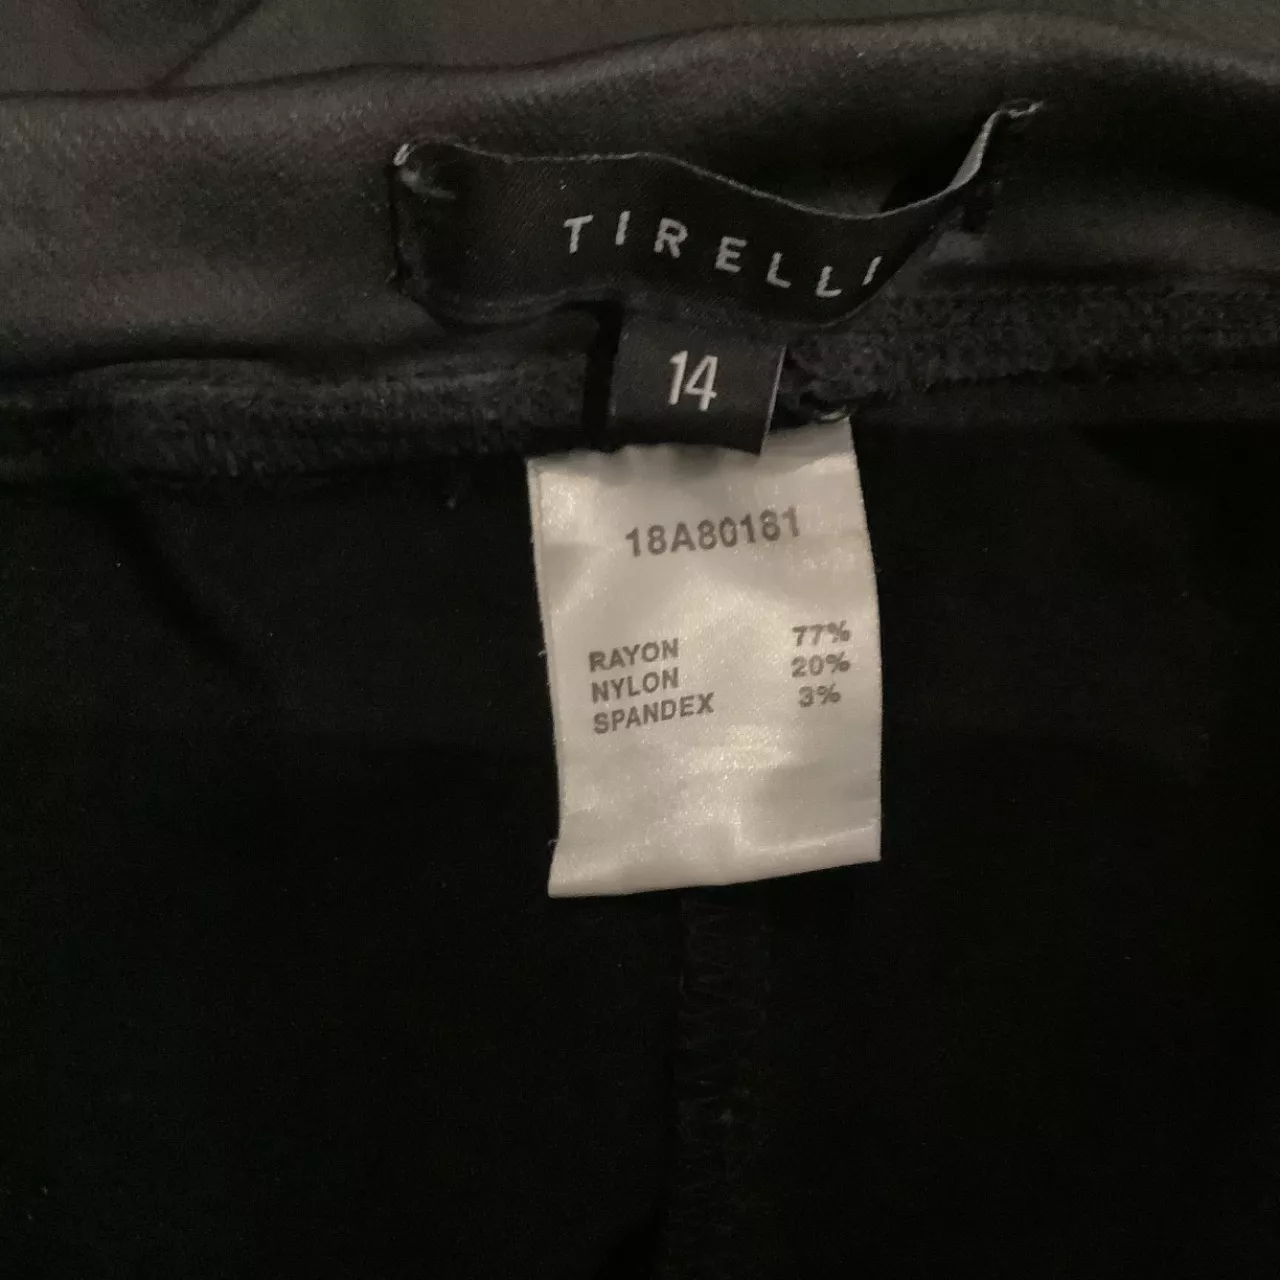 TIRELLI
14
18A80181
RAYON 77%
NYLON 20%
SPANDEX 3%